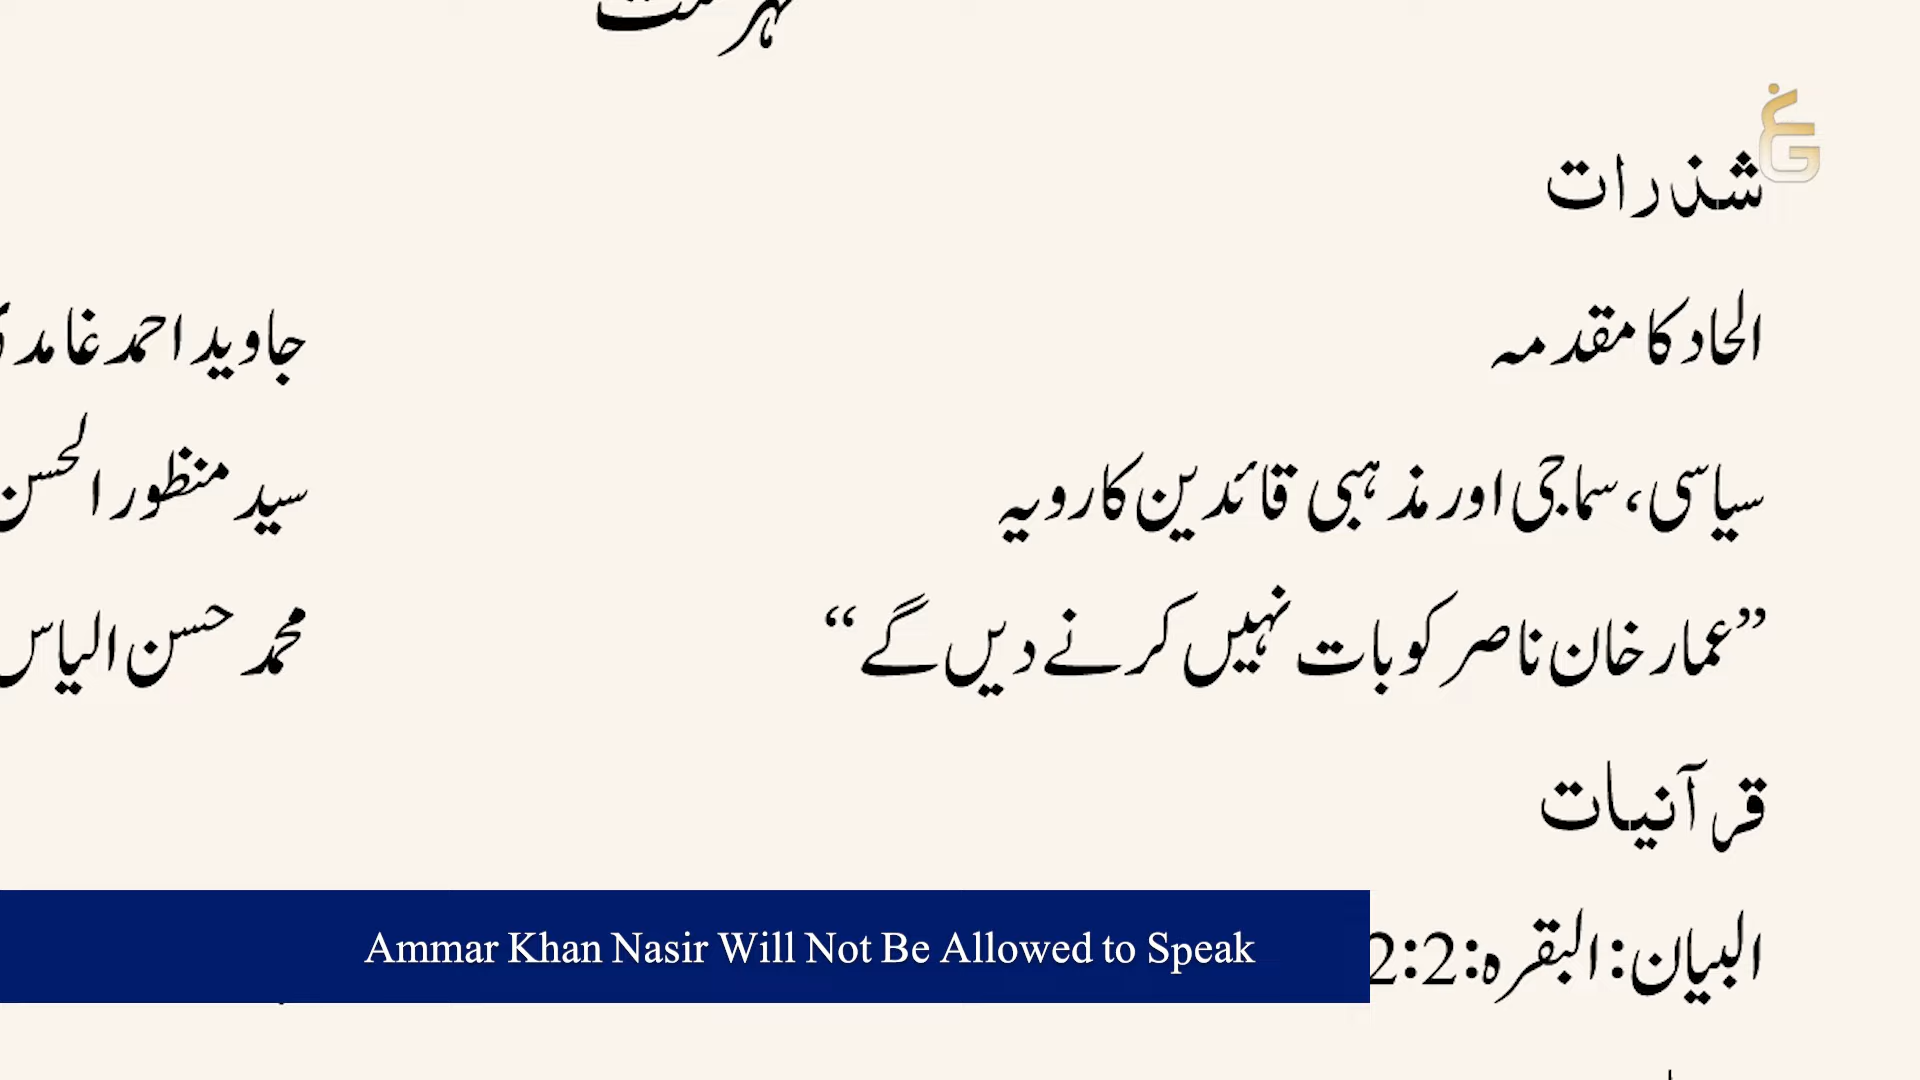 فہرست
شذرات
الحاد کا مقدمہ جاوید احمد غامدی
سیاسی، سماجی اور مذہبی قائدین کا رویہ سید منظور الحسن
”عمار خان ناصر کو بات نہیں کرنے دیں گے“ محمد حسن الیاس
قرآنیات
البیان: البقرہ: 2:2
Ammar Khan Nasir Will Not Be Allowed to Speak